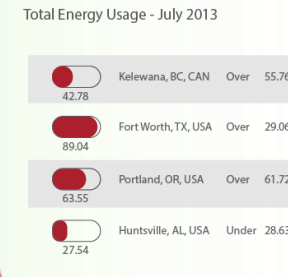 Total Energy Usage - July 2013
Kelewana, BC, CAN Over 55.76
42.78
Fort Worth, TX, USA Over 29.06
89.04
Portland, OR, USA Over 61.72
63.55
Huntsville, AL, USA Under 28.63
27.54